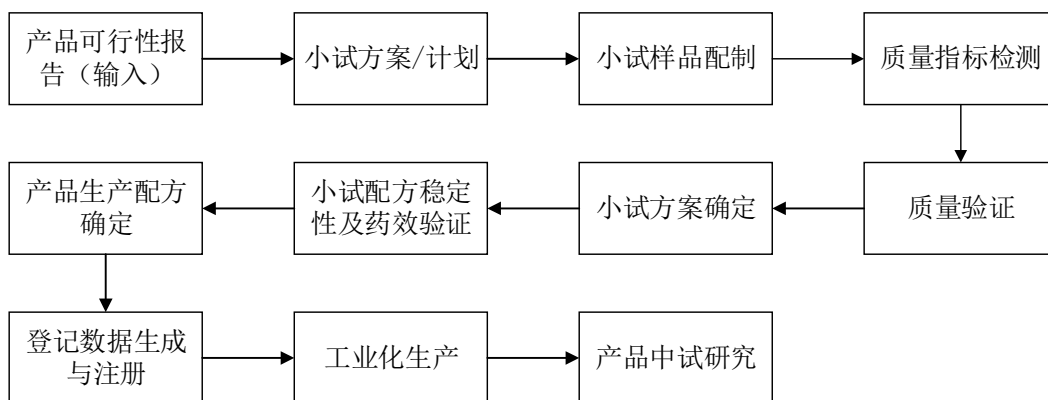 产品可行性报
告（输入）
小试方案/计划
小试样品配制
质量指标检测
质量验证
小试方案确定
小试配方稳定
性及药效验证
产品生产配方
确定
登记数据生成
与注册
工业化生产
产品中试研究